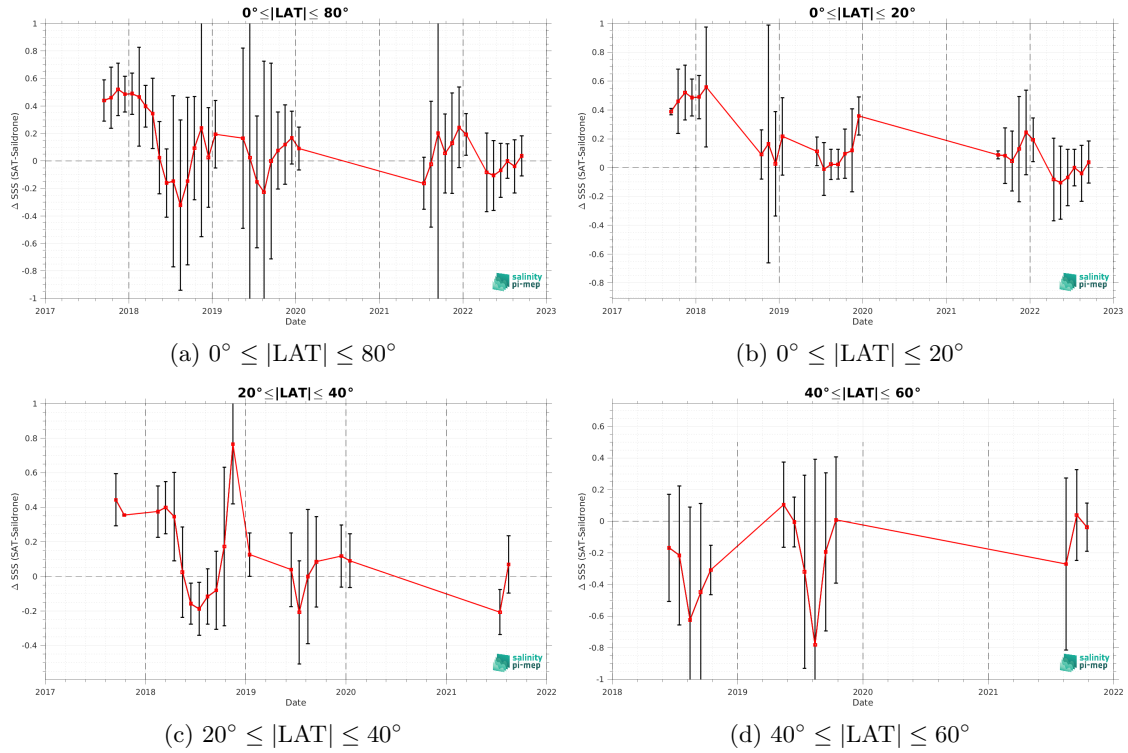 0°≤|LAT|≤ 80°
1
0.8
0.6
0.4
0.2
0
-0.2
-0.4
-0.6
-0.8
-1
Δ SSS (SAT-Saildrone)
2017
2018
2019
2020
2021
2022
2023
Date
salinity
pi-mep
(a) 0° ≤ |LAT| ≤ 80°
0°≤|LAT|≤ 20°
1
0.8
0.6
0.4
0.2
0
-0.2
-0.4
-0.6
-0.8
Δ SSS (SAT-Saildrone)
2017
2018
2019
2020
2021
2022
2023
Date
salinity
pi-mep
(b) 0° ≤ |LAT| ≤ 20°
20°≤|LAT|≤ 40°
1
0.8
0.6
0.4
0.2
0
-0.2
-0.4
Δ SSS (SAT-Saildrone)
2017
2018
2019
2020
2021
2022
Date
salinity
pi-mep
(c) 20° ≤ |LAT| ≤ 40°
40°≤|LAT|≤ 60°
0.6
0.4
0.2
0
-0.2
-0.4
-0.6
-0.8
-1
Δ SSS (SAT-Saildrone)
2018
2019
2020
2021
2022
Date
salinity
pi-mep
(d) 40° ≤ |LAT| ≤ 60°